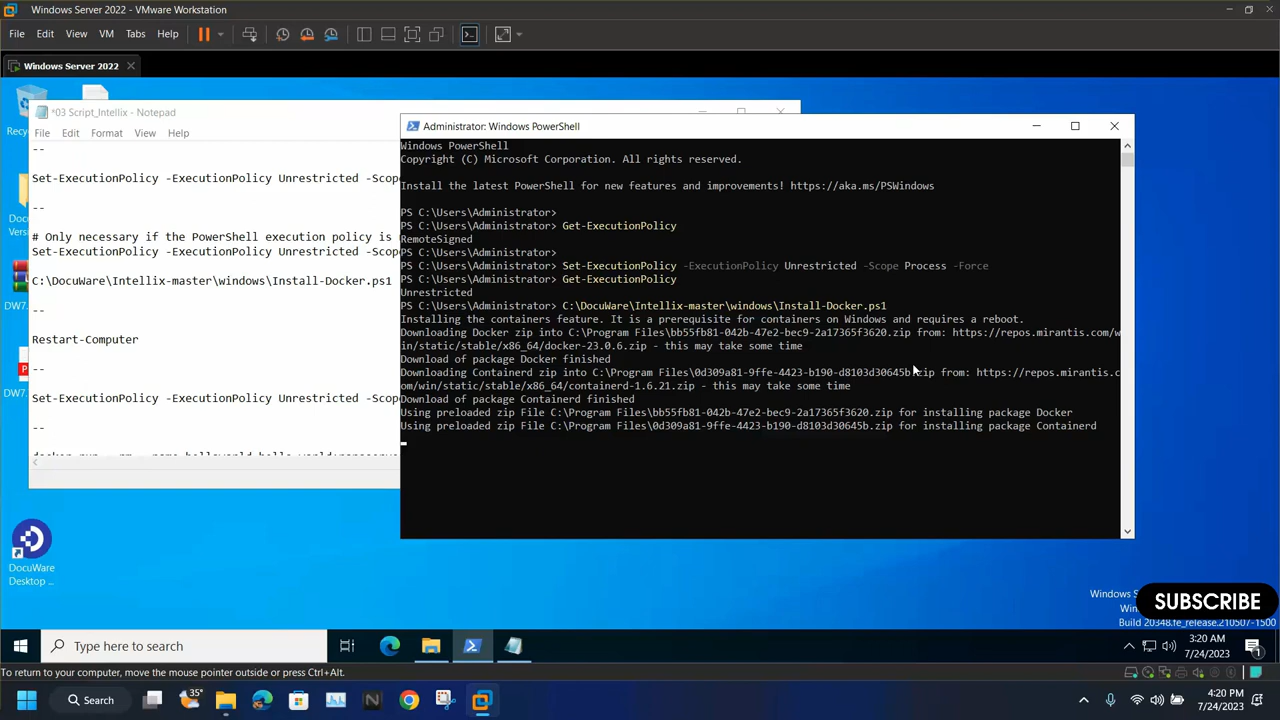 Windows Server 2022 - VMware Workstation
File Edit View VM Tabs Help
Windows Server 2022
*03 Script_Intellix - Notepad
File Edit Format View Help
--
Set-ExecutionPolicy -ExecutionPolicy Unrestricted -Scop
--
# Only necessary if the PowerShell execution policy is
Set-ExecutionPolicy -ExecutionPolicy Unrestricted -Scop
C:\DocuWare\Intellix-master\windows\Install-Docker.ps1
--
Restart-Computer
--
Set-ExecutionPolicy -ExecutionPolicy Unrestricted -Scop
--
Administrator: Windows PowerShell
Windows PowerShell
Copyright (C) Microsoft Corporation. All rights reserved.
Install the latest PowerShell for new features and improvements! https://aka.ms/PSWindows
PS C:\Users\Administrator>
PS C:\Users\Administrator> Get-ExecutionPolicy
RemoteSigned
PS C:\Users\Administrator>
PS C:\Users\Administrator> Set-ExecutionPolicy -ExecutionPolicy Unrestricted -Scope Process -Force
PS C:\Users\Administrator> Get-ExecutionPolicy
Unrestricted
PS C:\Users\Administrator> C:\DocuWare\Intellix-master\windows\Install-Docker.ps1
Installing the containers feature. It is a prerequisite for containers on Windows and requires a reboot.
Downloading Docker zip into C:\Program Files\bb55fb81-042b-47e2-bec9-2a17365f3620.zip from: https://repos.mirantis.com/w
in/static/stable/x86_64/docker-23.0.6.zip - this may take some time
Download of package Docker finished
Downloading Containerd zip into C:\Program Files\0d309a81-9ffe-4423-b190-d8103d30645b.zip from: https://repos.mirantis.c
om/win/static/stable/x86_64/containerd-1.6.21.zip - this may take some time
Download of package Containerd finished
Using preloaded zip File C:\Program Files\bb55fb81-042b-47e2-bec9-2a17365f3620.zip for installing package Docker
Using preloaded zip File C:\Program Files\0d309a81-9ffe-4423-b190-d8103d30645b.zip for installing package Containerd
Recy
Doc
Versi
DW7.
DW7.
DocuWare
Desktop ...
Windows S
Win
Build 20348.fe_release.210507-1500
SUBSCRIBE
Type here to search
3:20 AM
7/24/2023
1
To return to your computer, move the mouse pointer outside or press Ctrl+Alt.
Search
35°
N
4:20 PM
7/24/2023